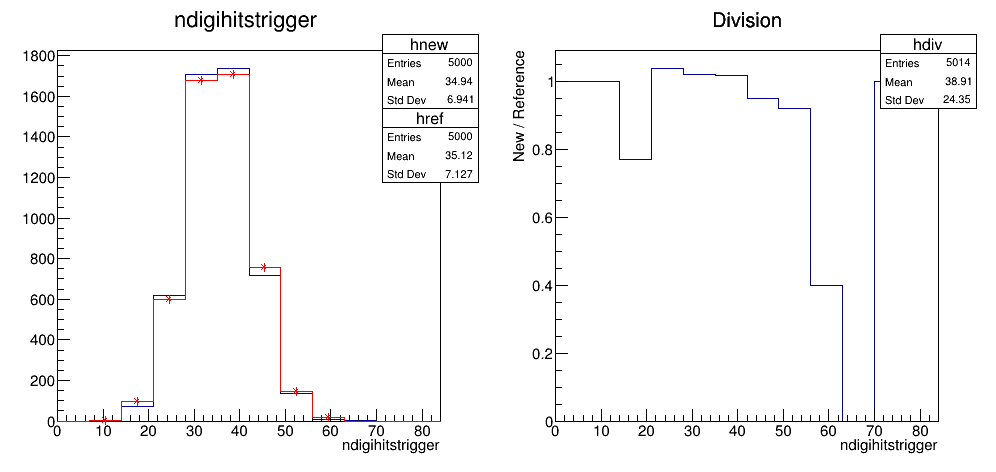 ndigihitstrigger
hnew
Entries 5000
Mean 34.94
Std Dev 6.941
href
Entries 5000
Mean 35.12
Std Dev 7.127
1800
1600
1400
1200
1000
800
600
400
200
0
0 10 20 30 40 50 60 70 80
ndigihitstrigger
Division
hdiv
Entries 5014
Mean 38.91
Std Dev 24.35
New / Reference
1
0.8
0.6
0.4
0.2
0
0 10 20 30 40 50 60 70 80
ndigihitstrigger